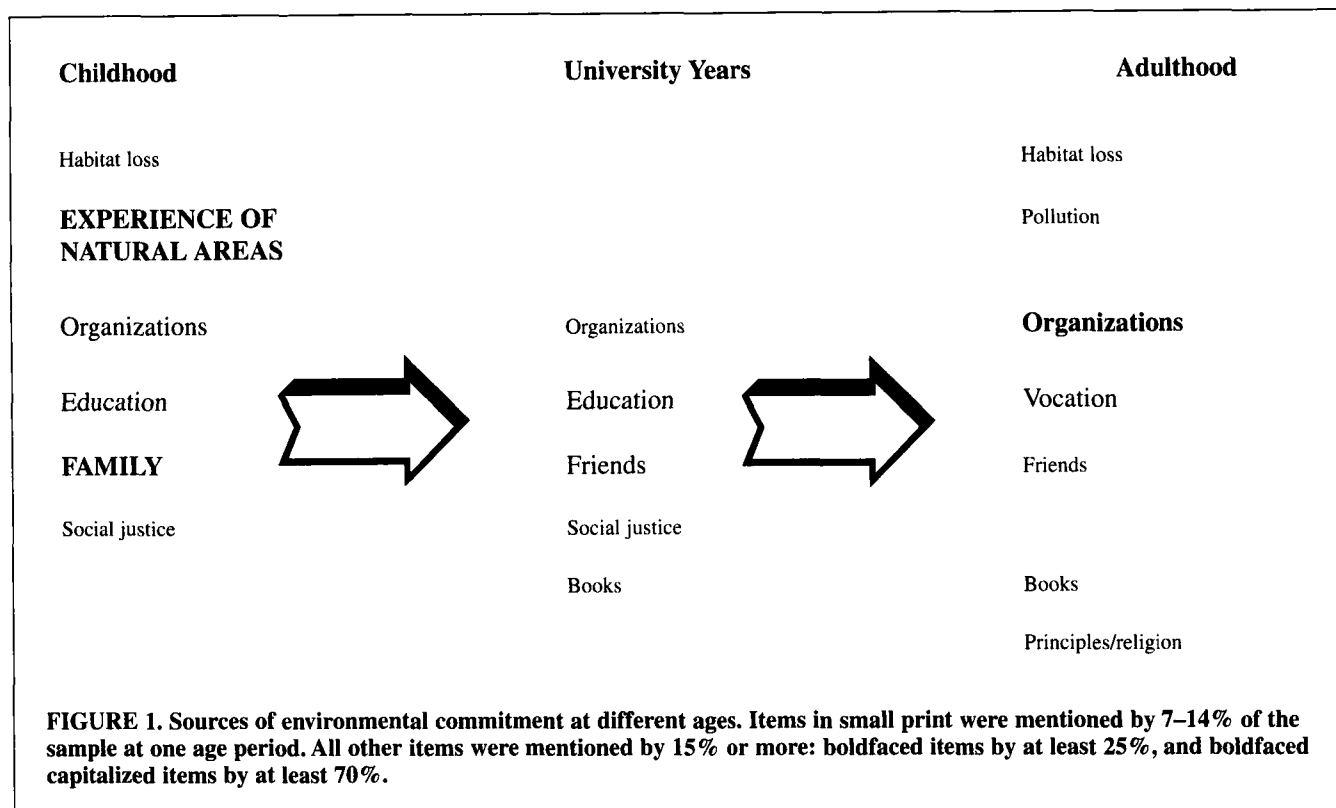 Childhood University Years Adulthood
Habitat loss Habitat loss
EXPERIENCE OF Pollution
NATURAL AREAS
Organizations Organizations Organizations
Education Education Vocation
FAMILY Friends Friends
Social justice Social justice
Books Books
Principles/religion
FIGURE 1. Sources of environmental commitment at different ages. Items in small print were mentioned by 7–14% of the
sample at one age period. All other items were mentioned by 15% or more: boldfaced items by at least 25%, and boldfaced
capitalized items by at least 70%.